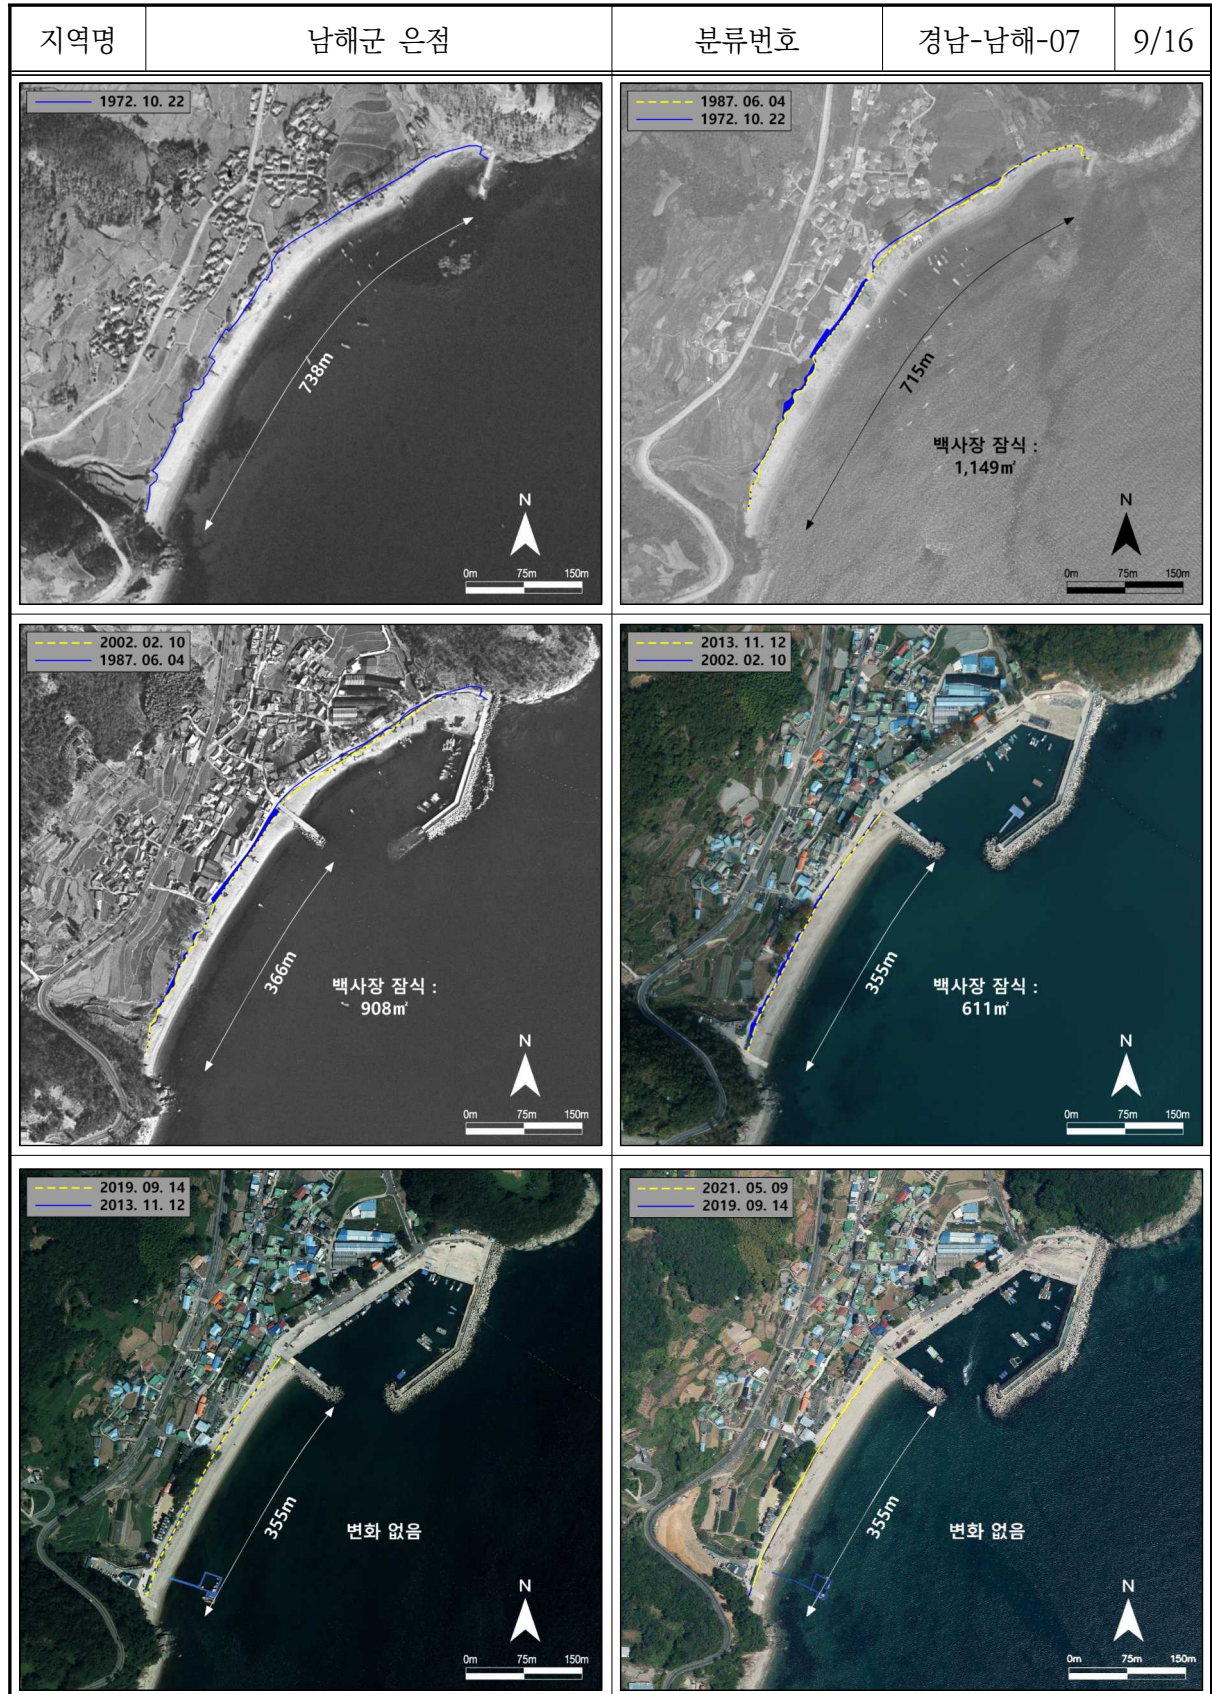 지역명 남해군 은점 분류번호 경남-남해-07 9/16
1972. 10. 22
738m
N
0m 75m 150m
1987. 06. 04
1972. 10. 22
715m
백사장 잠식 :
1,149㎡
N
0m 75m 150m
2002. 02. 10
1987. 06. 04
366m
백사장 잠식 :
908㎡
N
0m 75m 150m
2013. 11. 12
2002. 02. 10
355m
백사장 잠식 :
611㎡
N
0m 75m 150m
2019. 09. 14
2013. 11. 12
355m
변화 없음
N
0m 75m 150m
2021. 05. 09
2019. 09. 14
355m
변화 없음
N
0m 75m 150m